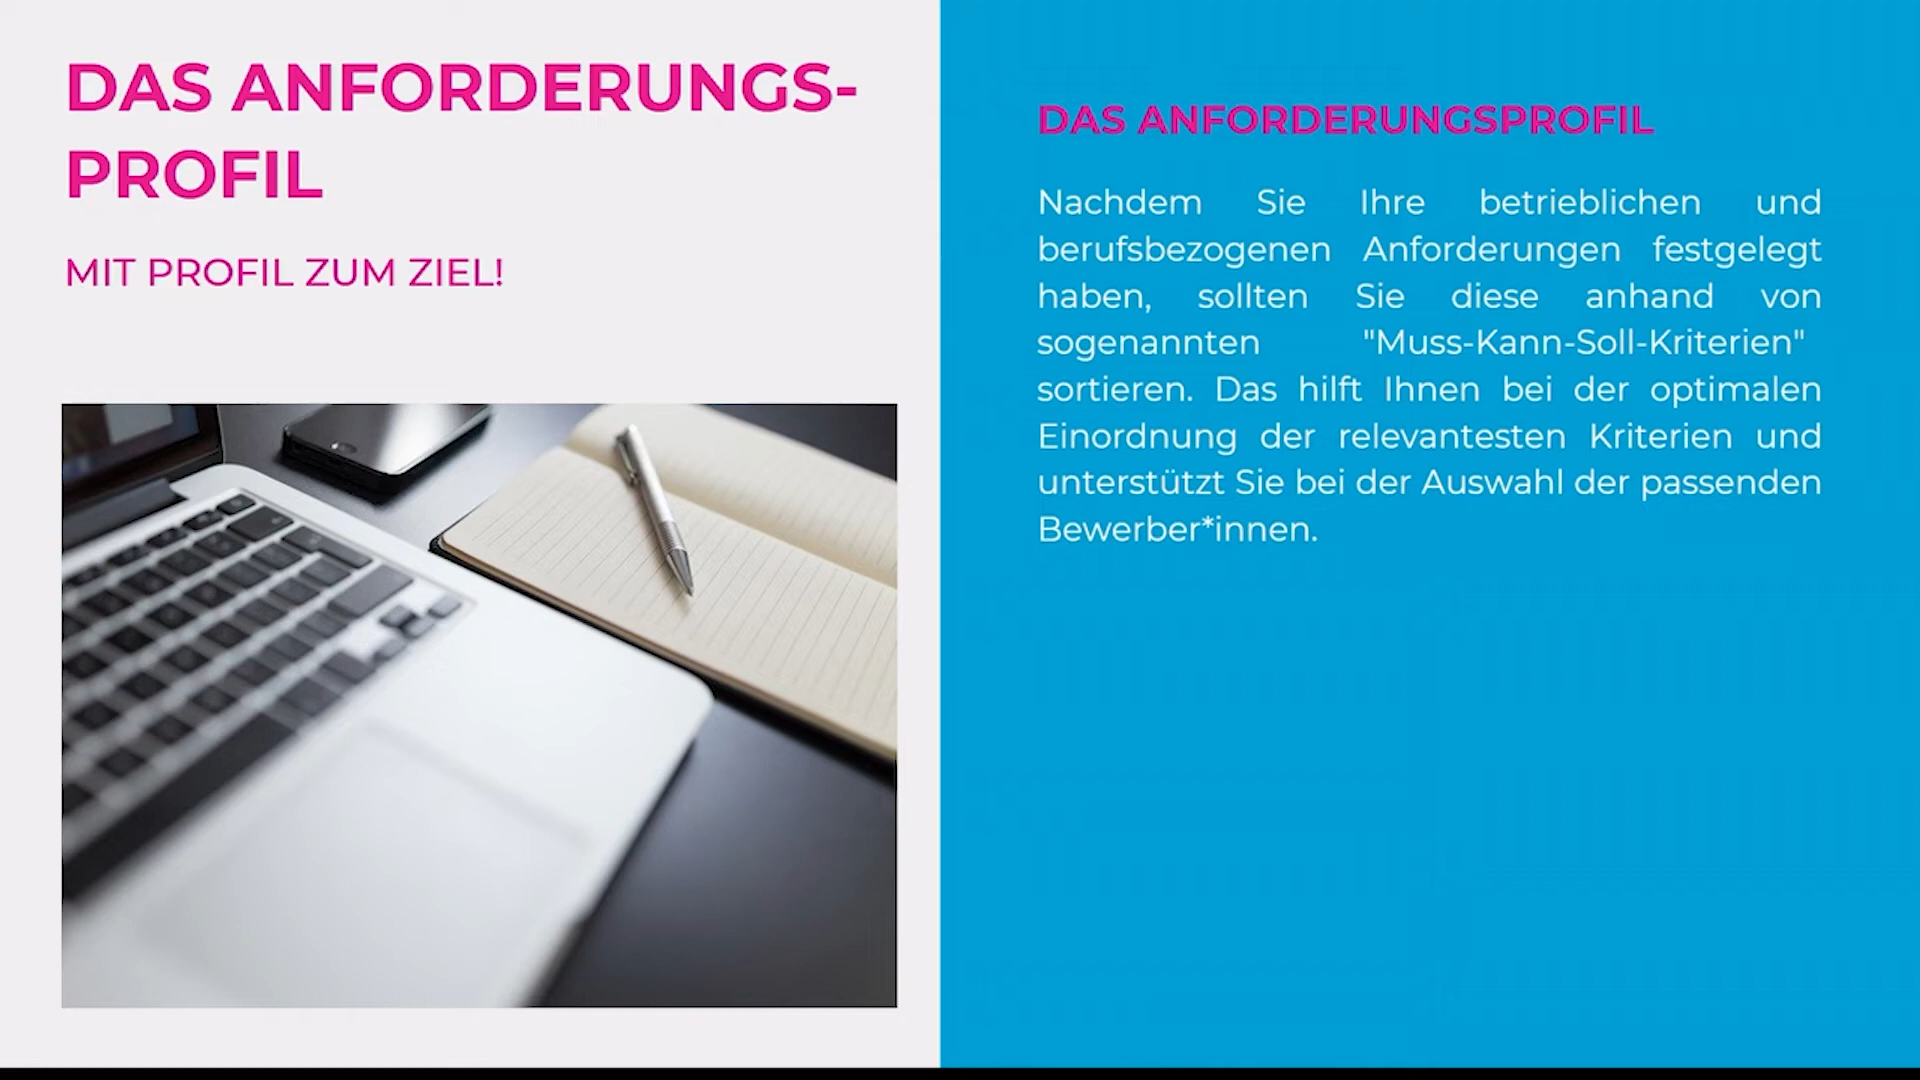 DAS ANFORDERUNGS-
PROFIL
MIT PROFIL ZUM ZIEL!
DAS ANFORDERUNGSPROFIL
Nachdem Sie Ihre betrieblichen und
berufsbezogenen Anforderungen festgelegt
haben, sollten Sie diese anhand von
sogenannten "Muss-Kann-Soll-Kriterien"
sortieren. Das hilft Ihnen bei der optimalen
Einordnung der relevantesten Kriterien und
unterstützt Sie bei der Auswahl der passenden
Bewerber*innen.